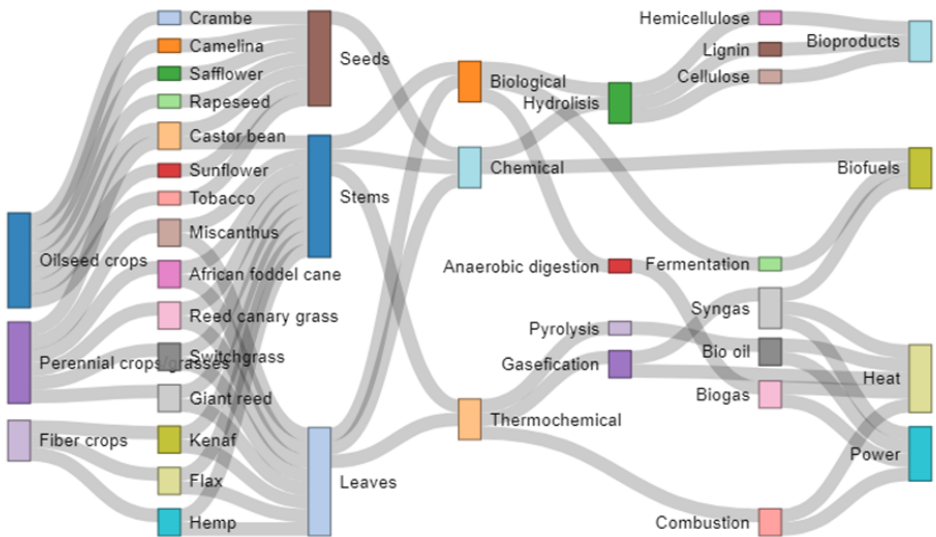 Oilseed crops
Perennial crops/grasses
Fiber crops
Crambe
Camelina
Safflower
Rapeseed
Castor bean
Sunflower
Tobacco
Miscanthus
African foddel cane
Reed canary grass
Switchgrass
Giant reed
Kenaf
Flax
Hemp
Seeds
Stems
Leaves
Biological
Chemical
Thermochemical
Hydrolisis
Anaerobic digestion
Pyrolysis
Gasefication
Hemicellulose
Lignin
Cellulose
Fermentation
Syngas
Bio oil
Biogas
Combustion
Bioproducts
Biofuels
Heat
Power